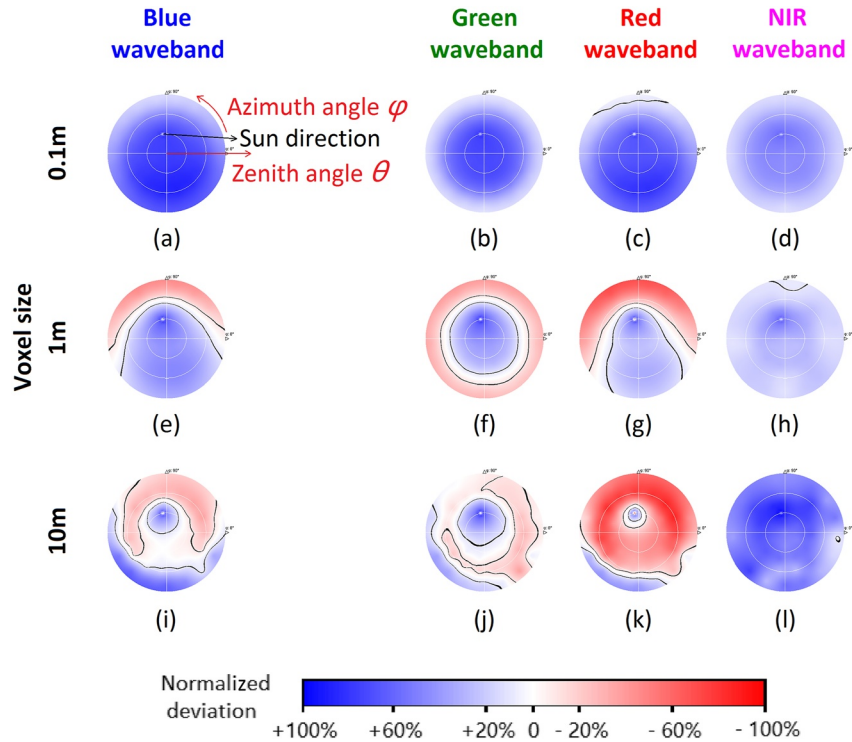 Blue waveband
Green waveband
Red waveband
NIR waveband
Voxel size
0.1m
Azimuth angle φ
Sun direction
Zenith angle θ
(a)
(b)
(c)
(d)
1m
(e)
(f)
(g)
(h)
10m
(i)
(j)
(k)
(l)
Normalized
deviation
+100% +60% +20% 0 - 20% - 60% - 100%